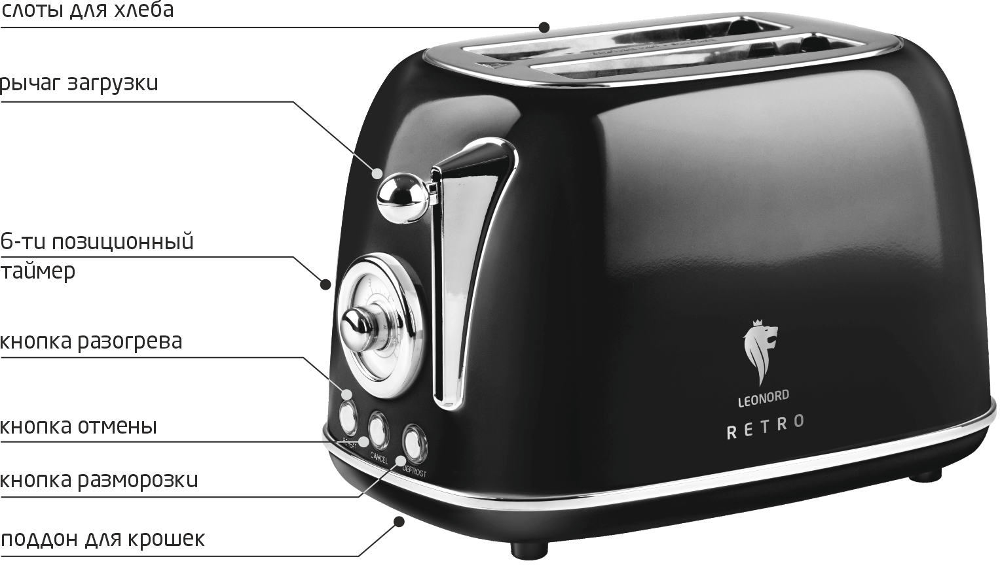 слоты для хлеба
рычаг загрузки
6-ти позиционный
таймер
кнопка разогрева
кнопка отмены
кнопка разморозки
поддон для крошек
CANCEL
DEFROST
LEONORD
RETRO